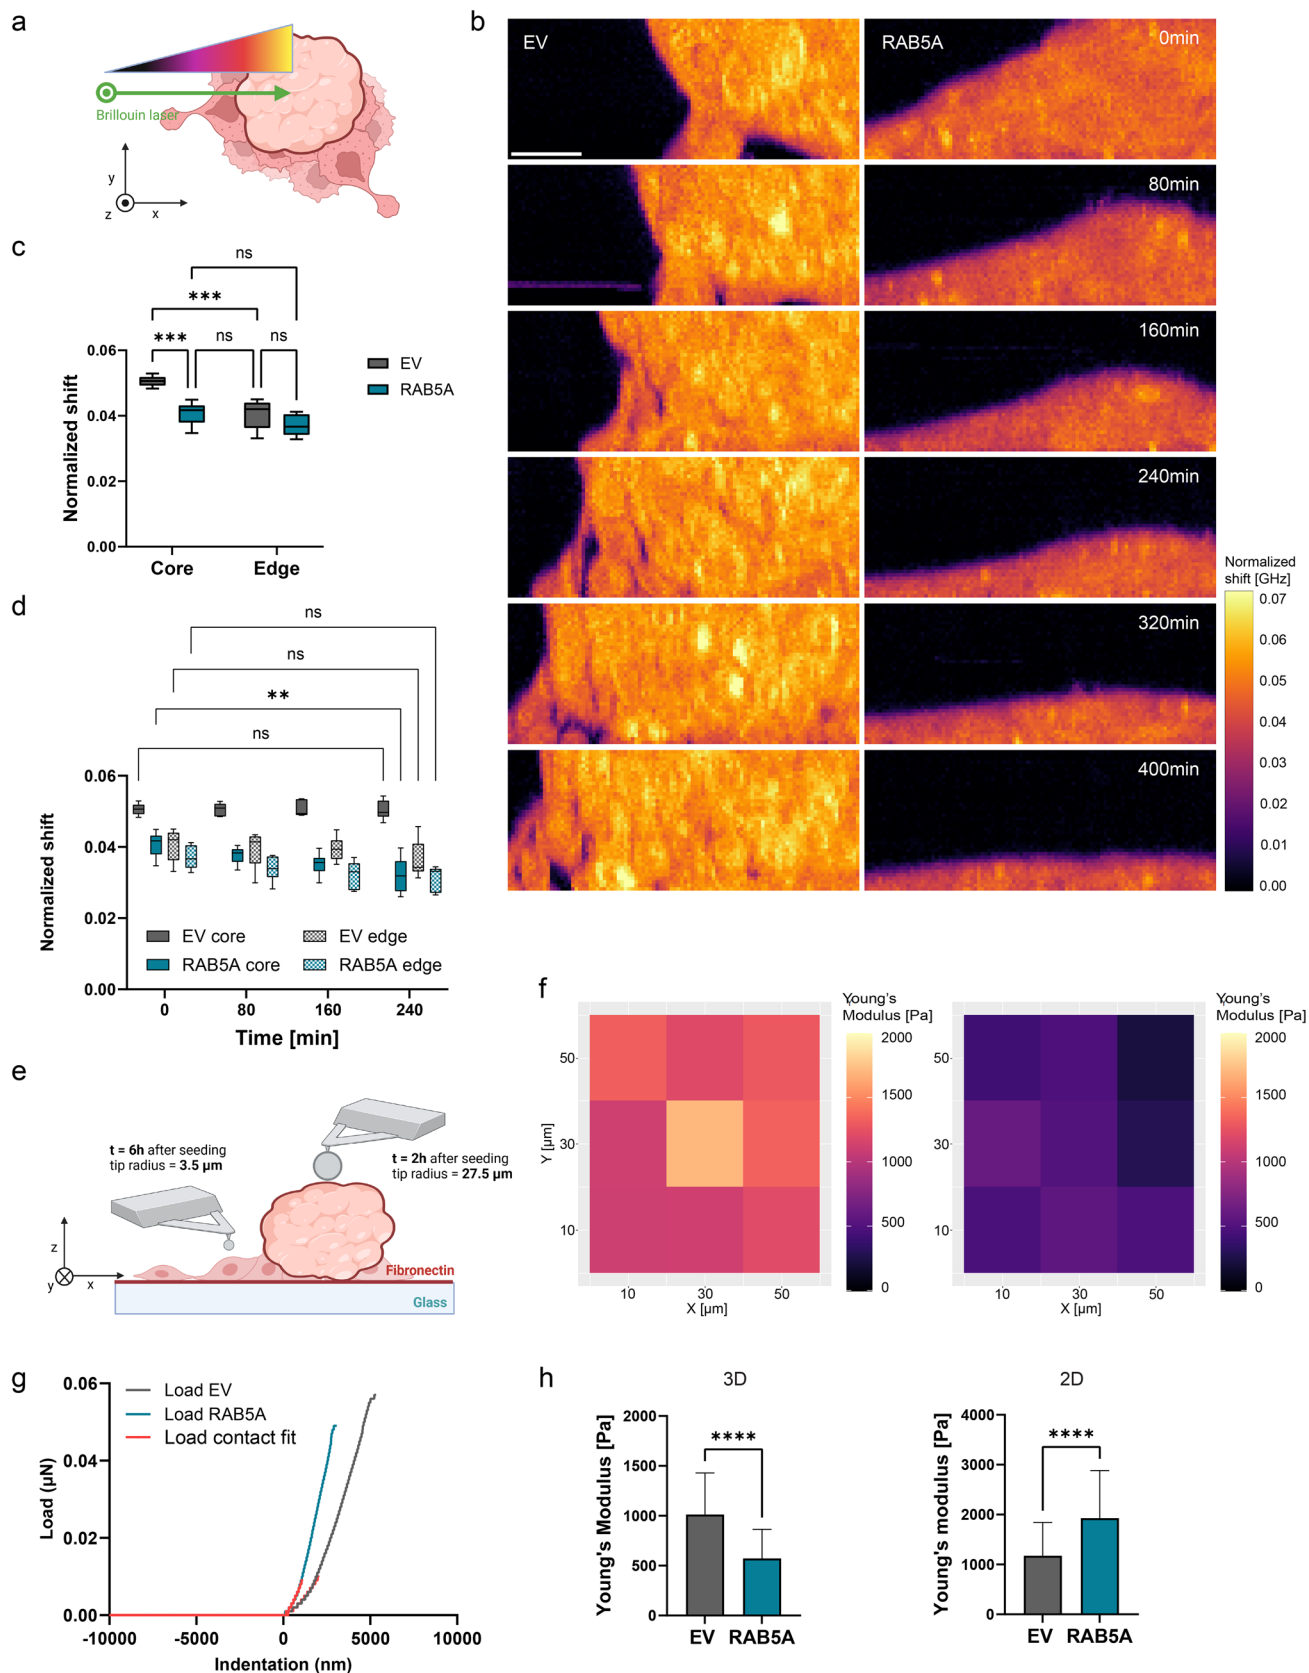 a
Brillouin laser
y
z
x
b
EV
RAB5A
0min
80min
160min
240min
320min
400min
Normalized
shift [GHz]
0.07
0.06
0.05
0.04
0.03
0.02
0.01
0.00
c
ns
***
***
ns
ns
0.06
0.04
0.02
0.00
Normalized shift
Core
Edge
EV
RAB5A
d
ns
ns
**
ns
0.06
0.04
0.02
0.00
Normalized shift
EV core
EV edge
RAB5A core
RAB5A edge
0
80
160
240
Time [min]
e
t = 6h after seeding
tip radius = 3.5 µm
t = 2h after seeding
tip radius = 27.5 µm
z
y
x
Fibronectin
Glass
f
Young's
Modulus [Pa]
2000
1500
1000
500
0
50
30
10
Y [µm]
10
30
50
X [µm]
Young's
Modulus [Pa]
2000
1500
1000
500
0
50
30
10
10
30
50
X [µm]
g
Load EV
Load RAB5A
Load contact fit
0.06
0.04
0.02
0.00
Load (µN)
-10000
-5000
0
5000
10000
Indentation (nm)
h
3D
2000
1500
1000
500
0
Young's Modulus [Pa]
****
EV
RAB5A
2D
4000
3000
2000
1000
0
Young's modulus [Pa]
****
EV
RAB5A